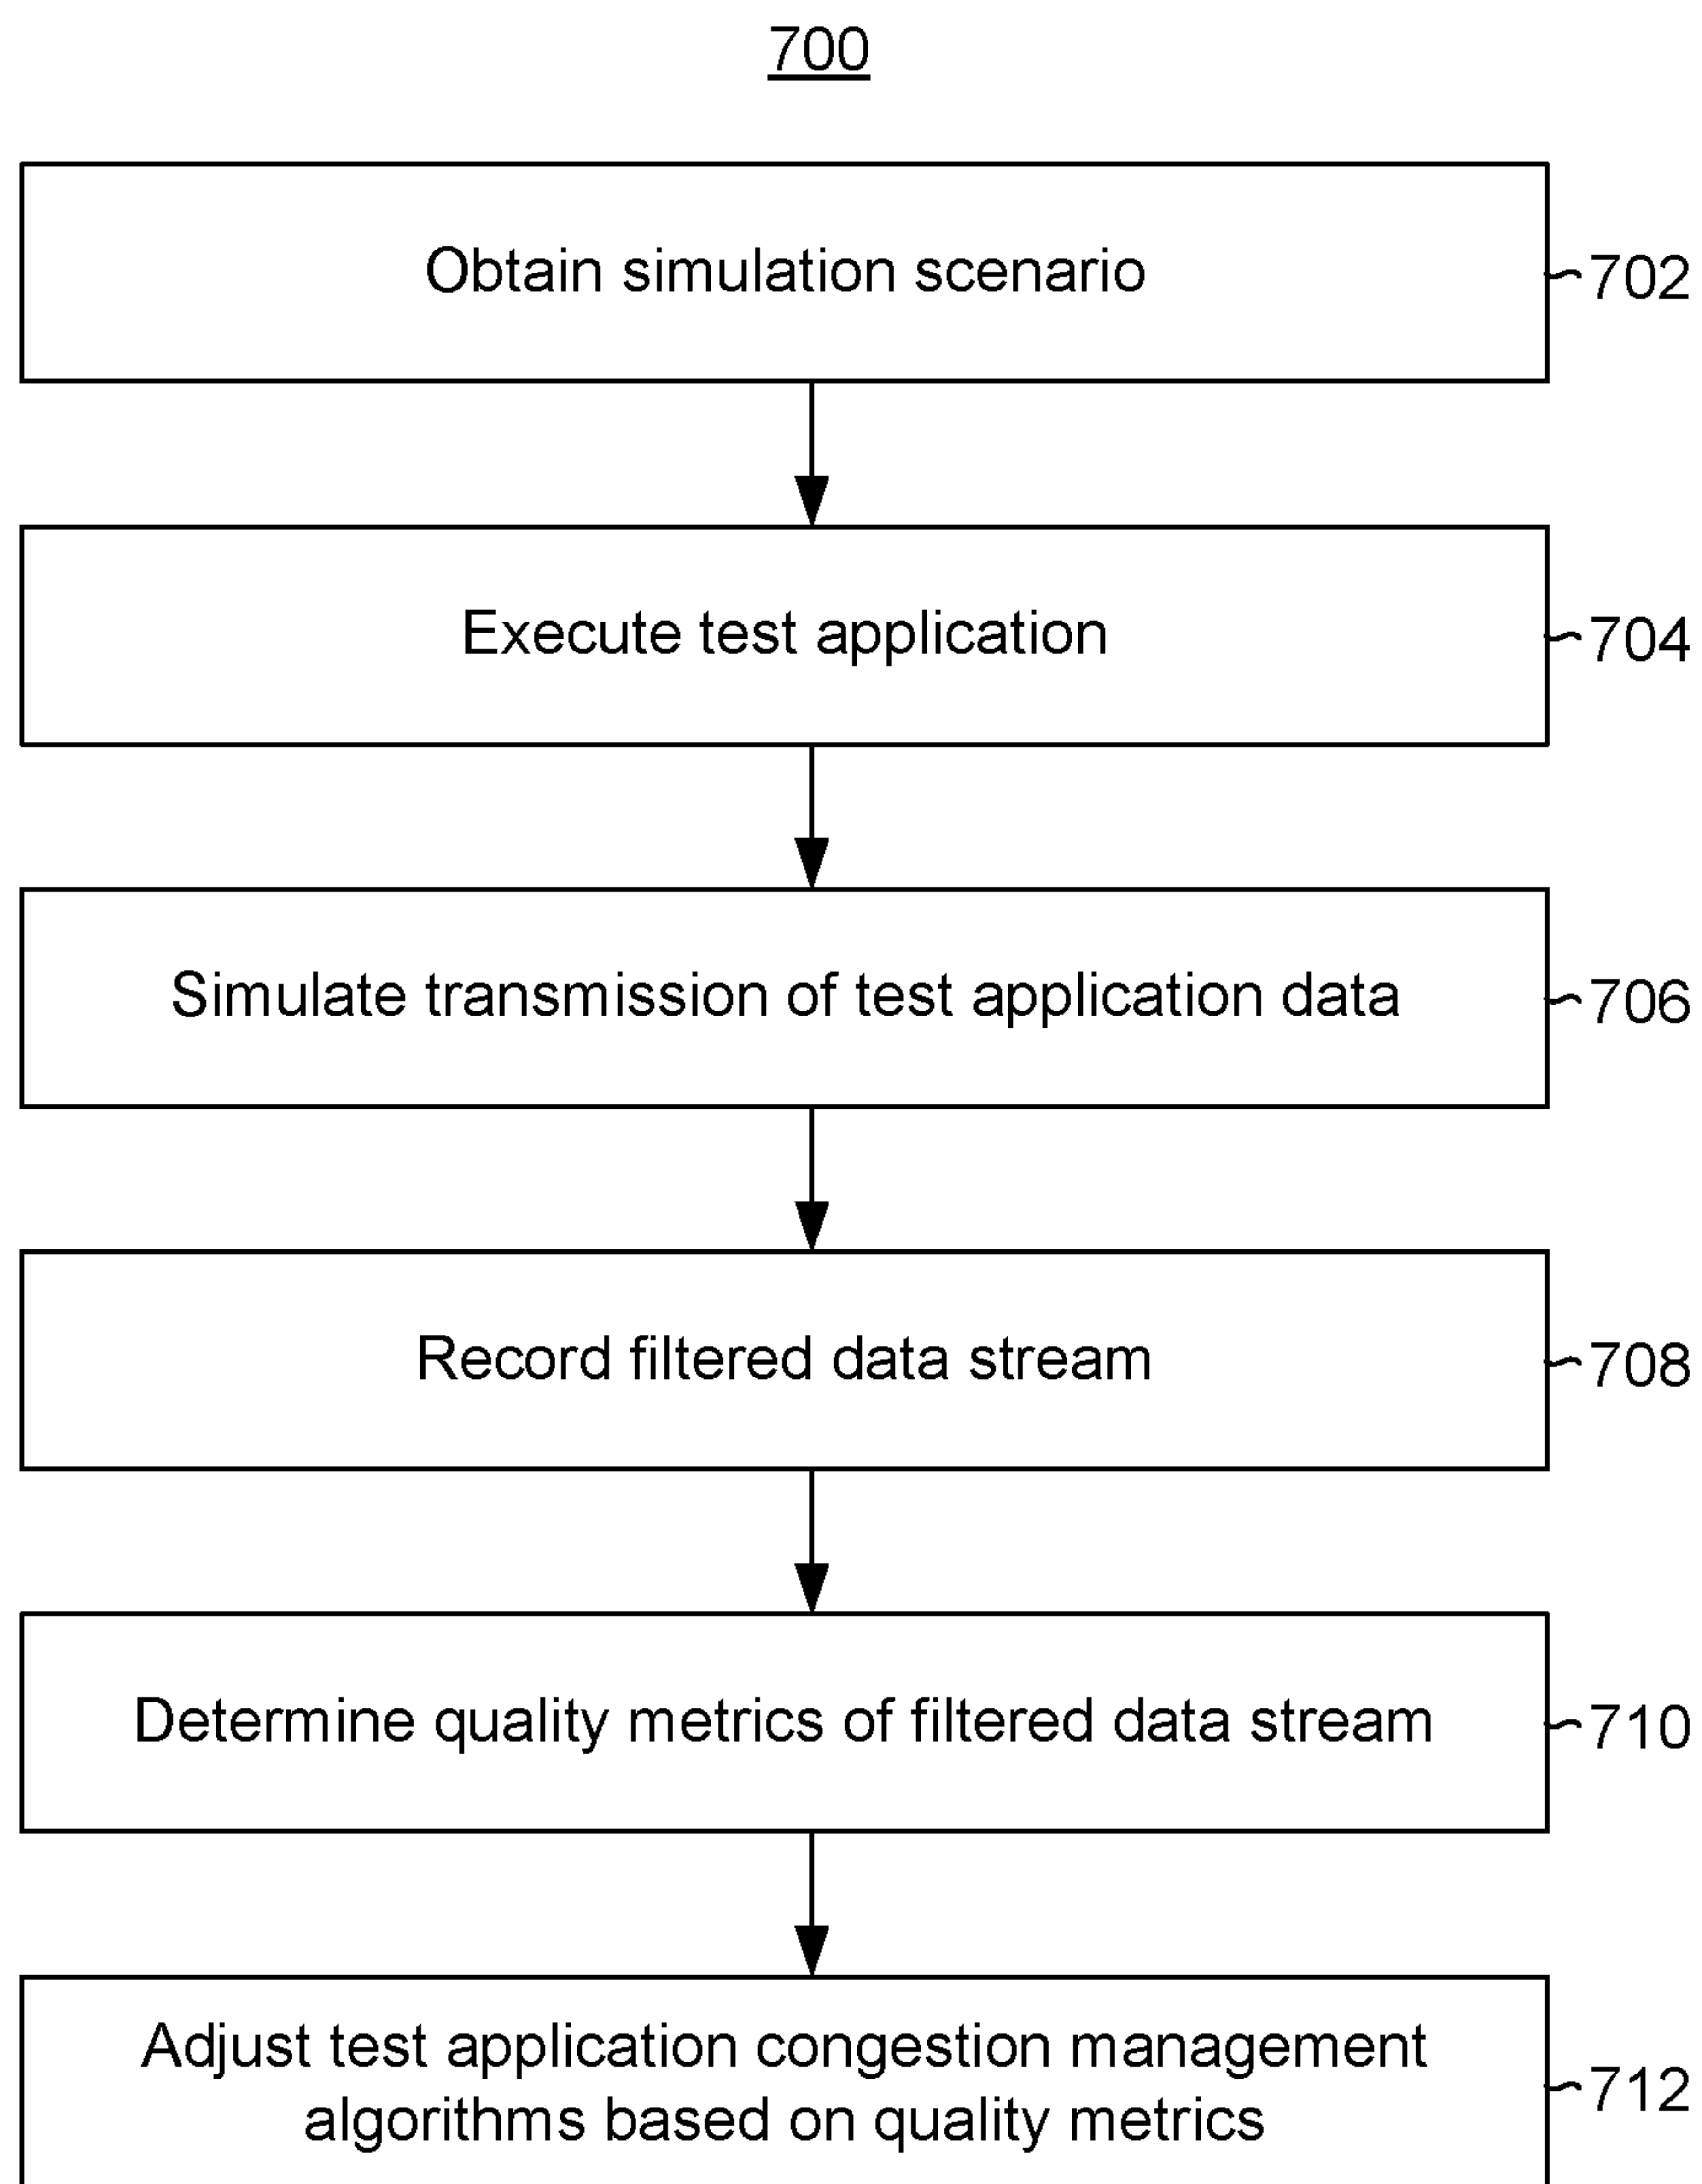 700
Obtain simulation scenario
702
Execute test application
704
Simulate transmission of test application data
706
Record filtered data stream
708
Determine quality metrics of filtered data stream
710
Adjust test application congestion management
algorithms based on quality metrics
712